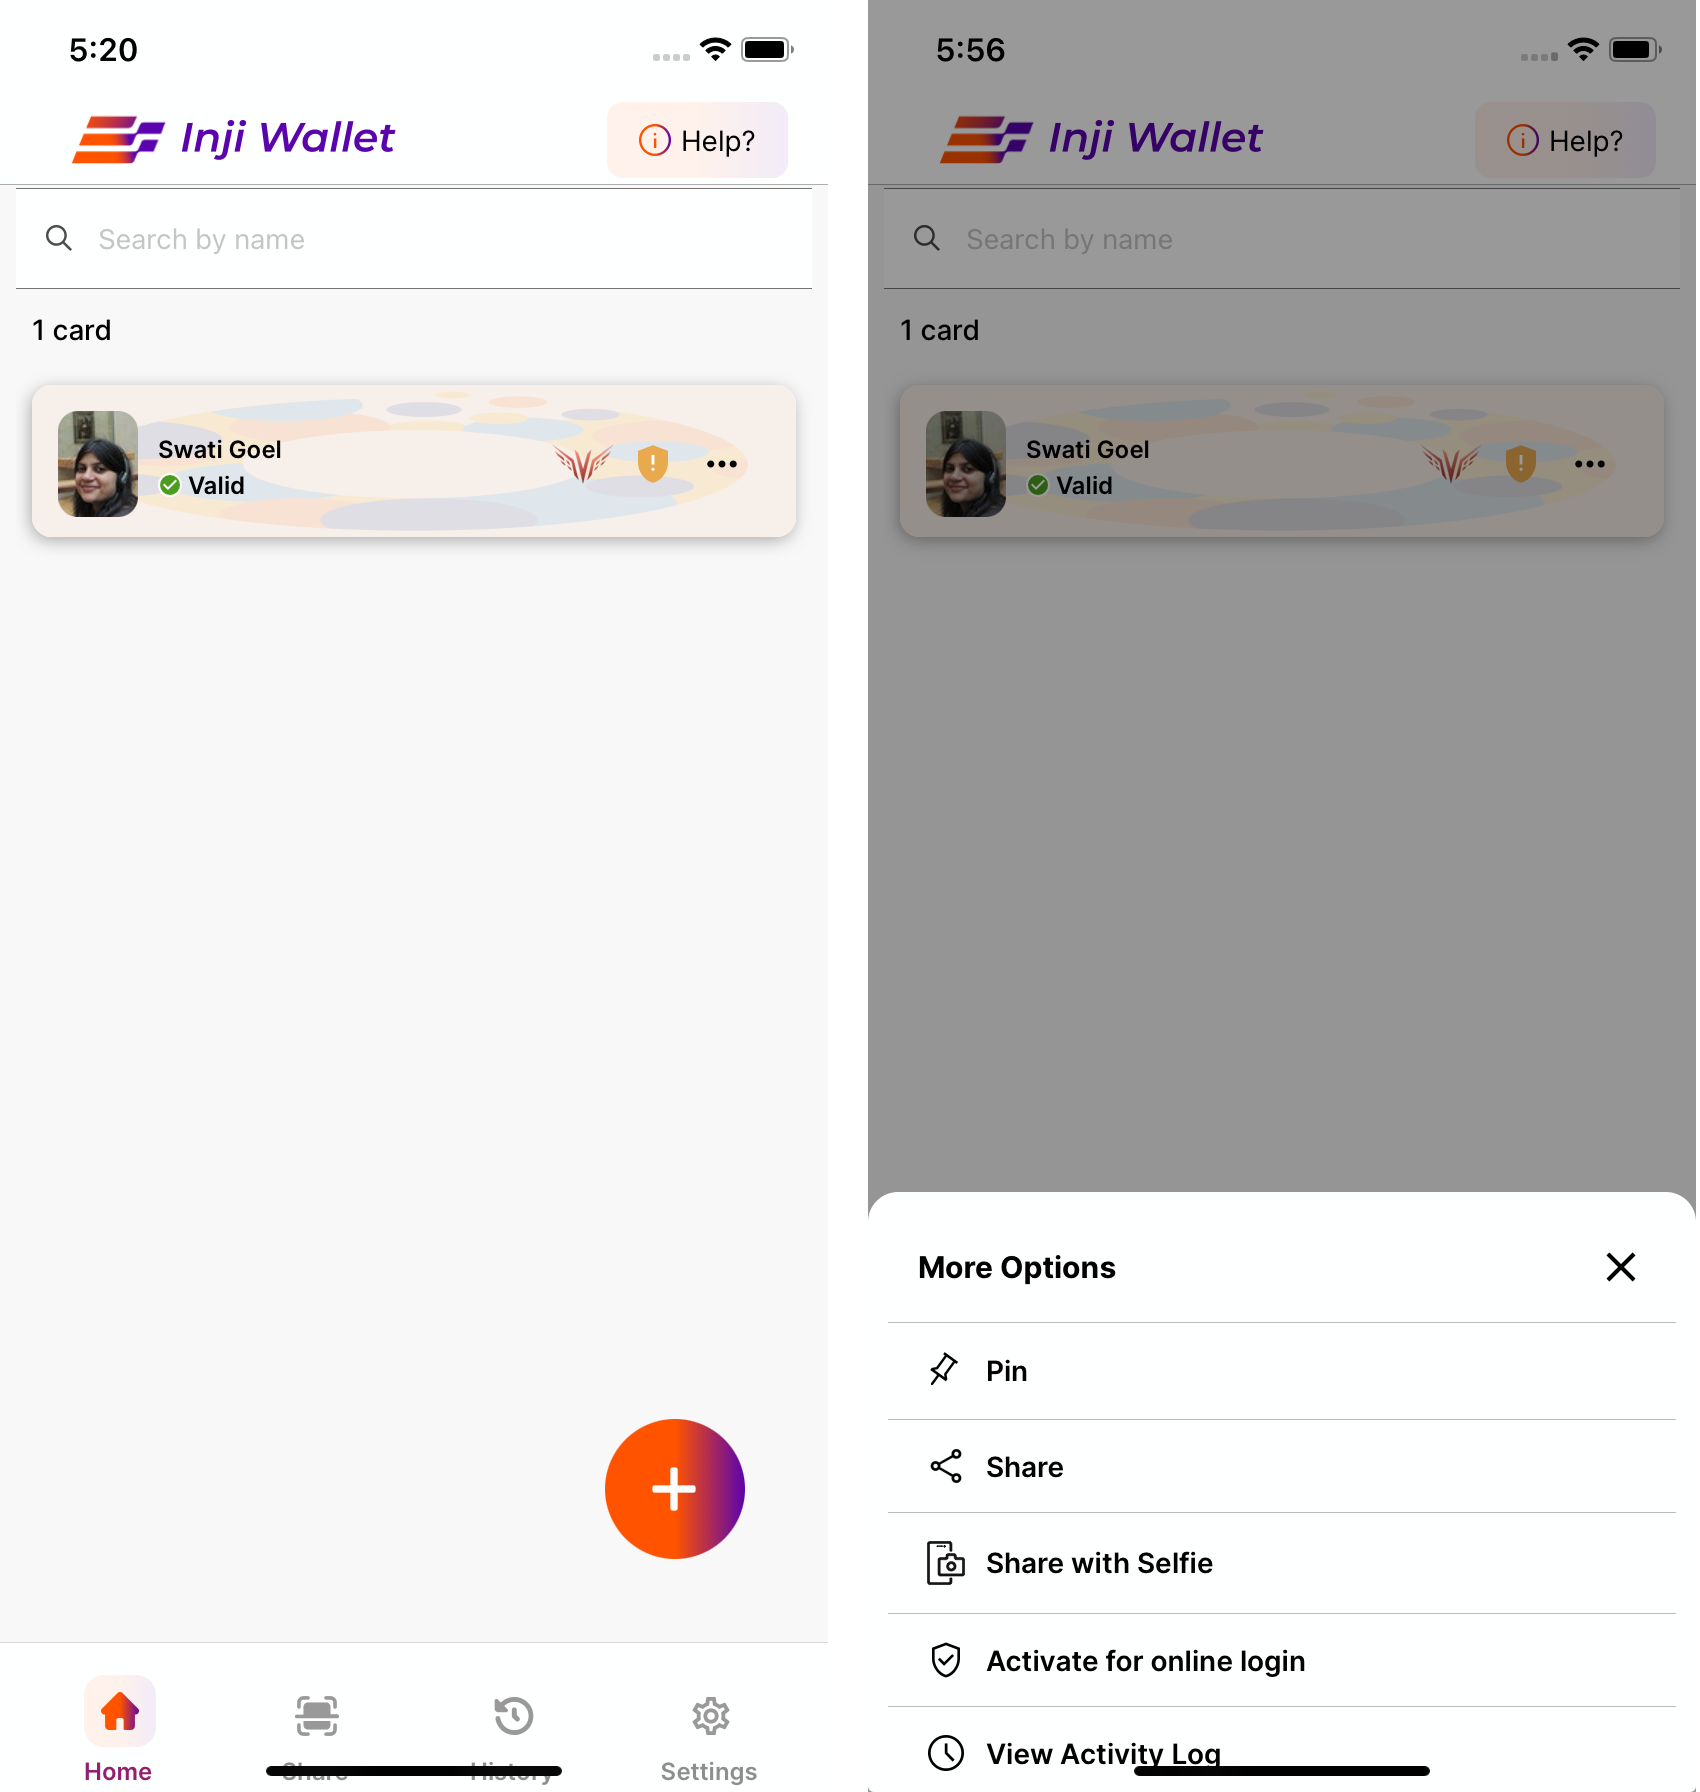 5:20
Inji Wallet
Help?
Search by name
1 card
Swati Goel
Valid
Home
Share
History
Settings
5:56
Inji Wallet
Help?
Search by name
1 card
Swati Goel
Valid
More Options
Pin
Share
Share with Selfie
Activate for online login
View Activity Log